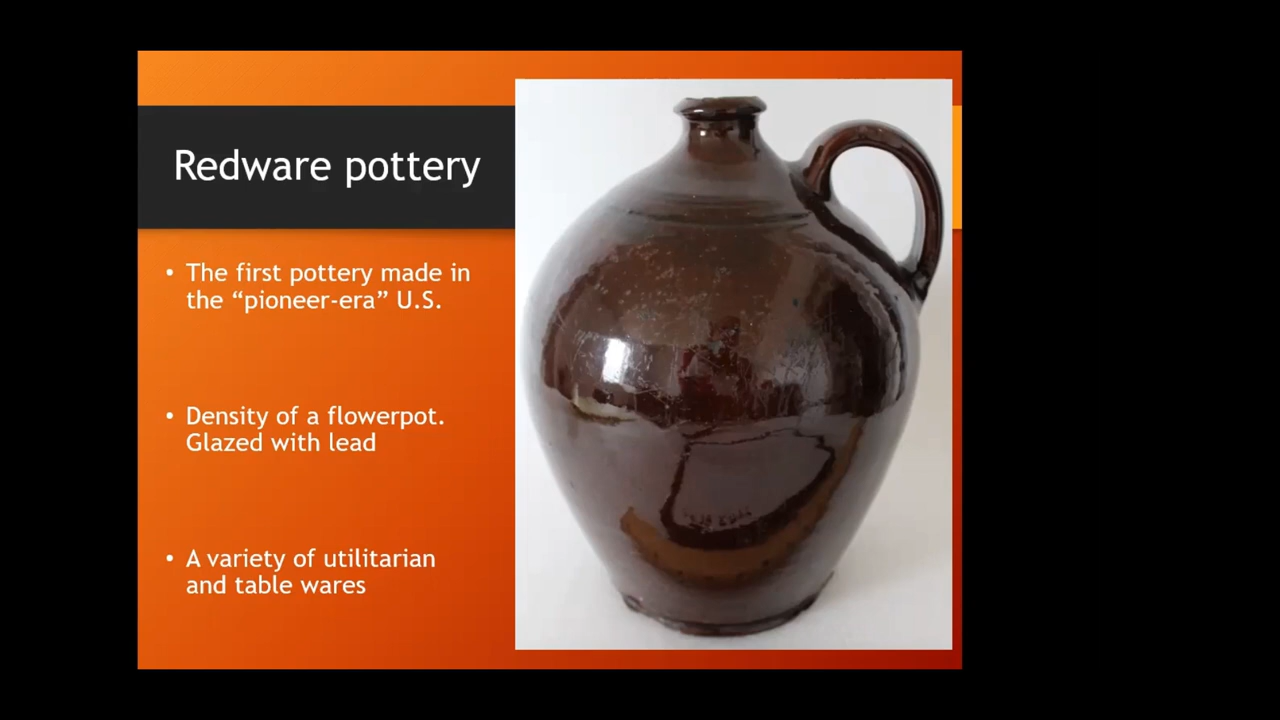 Redware pottery
• The first pottery made in
the “pioneer-era” U.S.
• Density of a flowerpot.
Glazed with lead
• A variety of utilitarian
and table wares